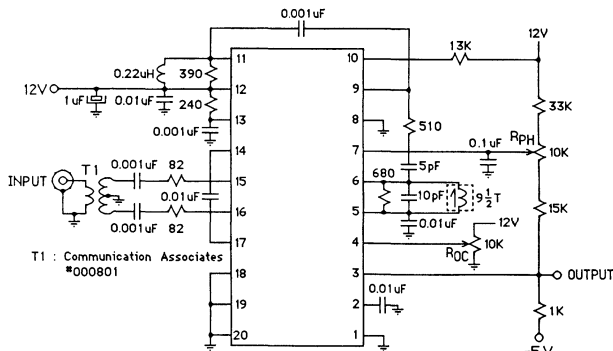 0.001uF
12V
13K
0.22uH
390
11
10
12V
1uF
0.01uF
240
12
9
33K
13
8
510
0.001uF
14
7
0.1uF
RPH
10K
T1
0.001uF
82
5pF
INPUT
15
6
680
10pF
9 1/2 T
15K
0.01uF
16
5
0.01uF
12V
0.001uF
82
17
4
10K
ROC
T1 : Communication Associates
#000801
18
3
OUTPUT
0.01uF
19
2
1K
20
1
-5V